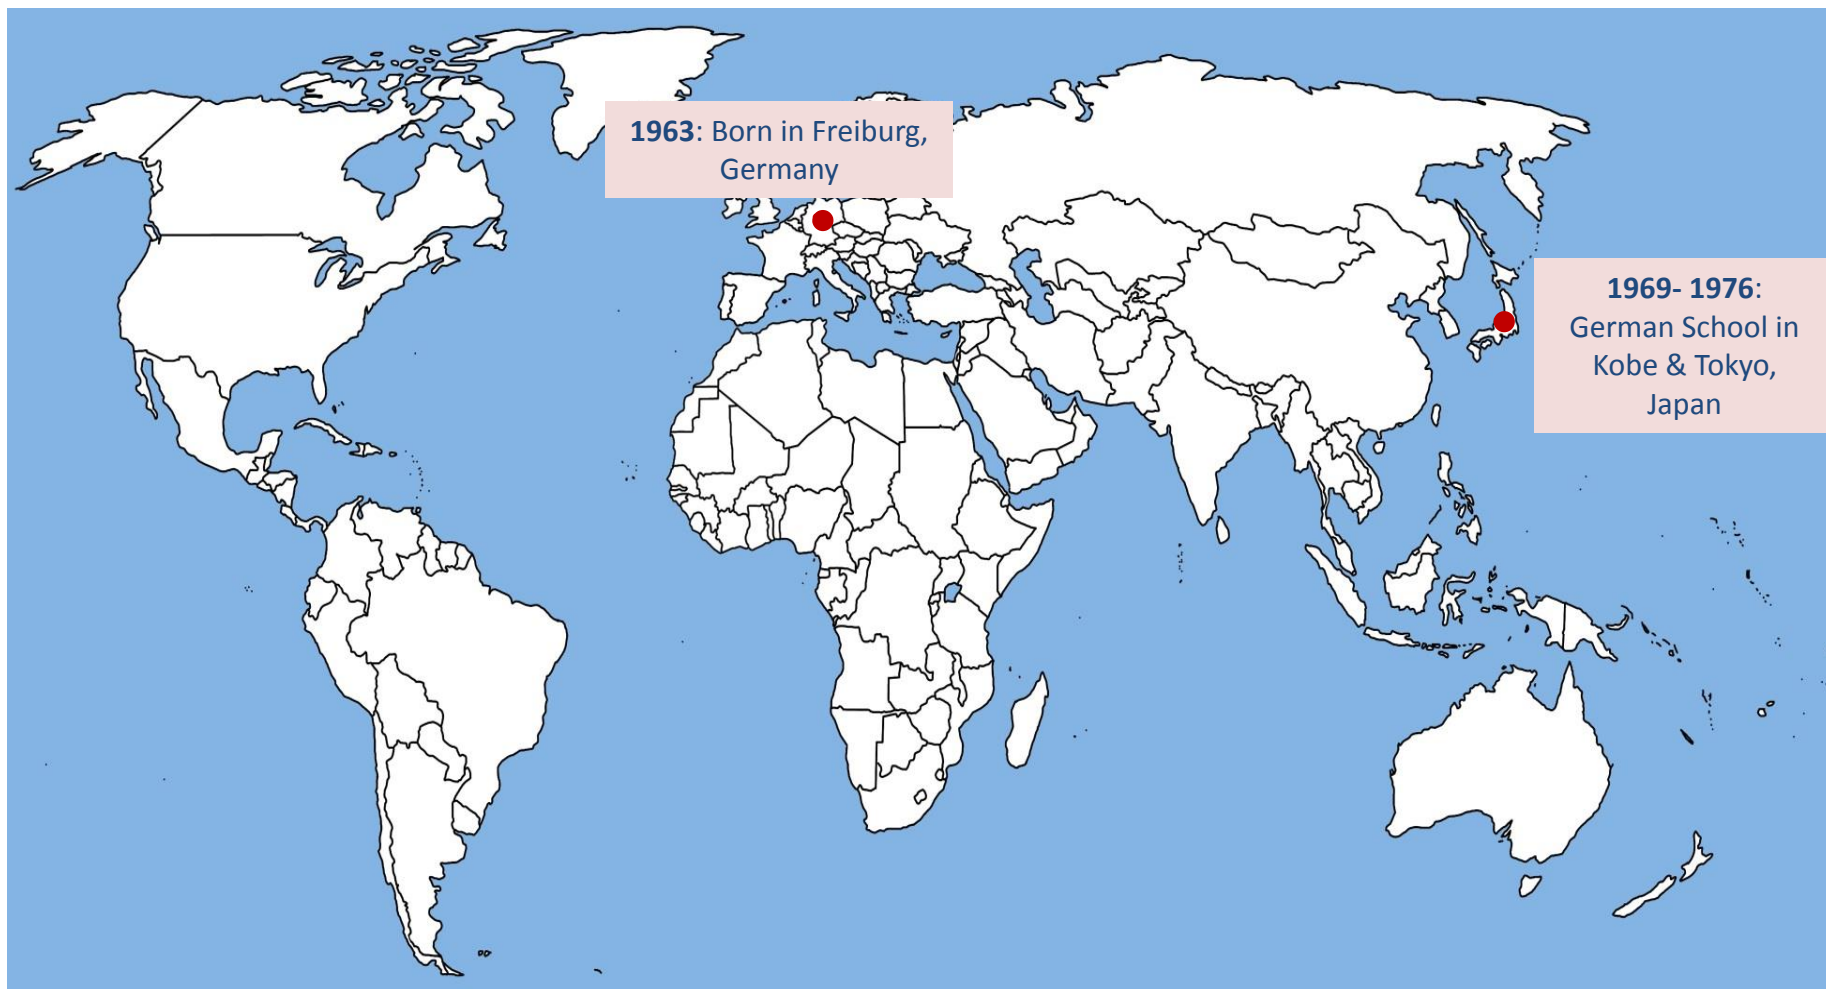 1963: Born in Freiburg,
Germany
1969- 1976:
German School in
Kobe & Tokyo,
Japan